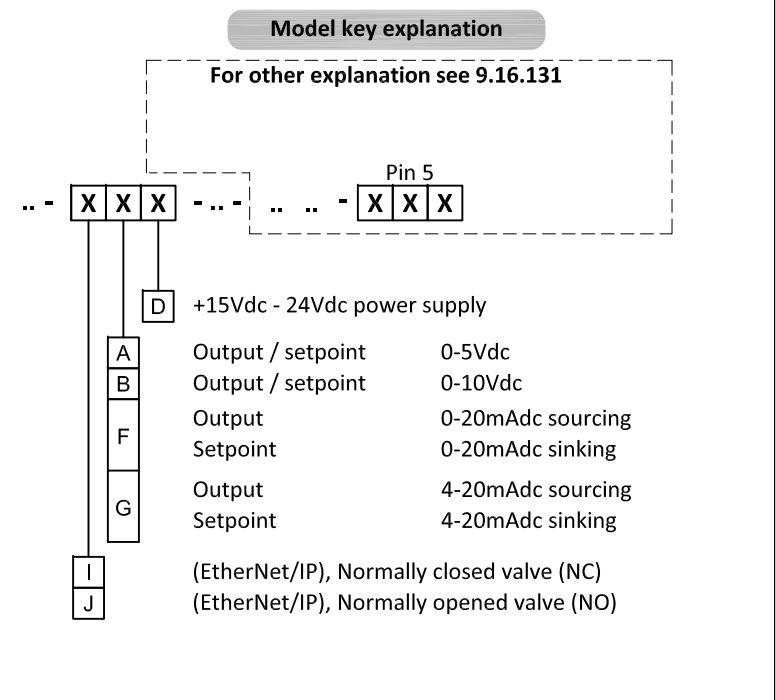 Model key explanation
For other explanation see 9.16.131
Pin 5
.. - X X X - .. - .. .. - X X X
D +15Vdc - 24Vdc power supply
A Output / setpoint 0-5Vdc
B Output / setpoint 0-10Vdc
F Output 0-20mAdc sourcing
Setpoint 0-20mAdc sinking
G Output 4-20mAdc sourcing
Setpoint 4-20mAdc sinking
I (EtherNet/IP), Normally closed valve (NC)
J (EtherNet/IP), Normally opened valve (NO)